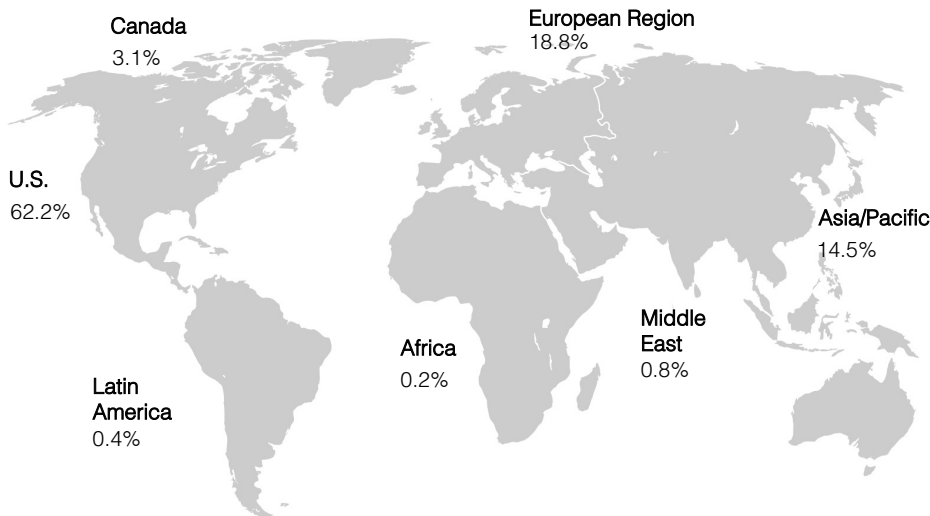 Canada
3.1%
European Region
18.8%
U.S.
62.2%
Asia/Pacific
14.5%
Middle
East
0.8%
Africa
0.2%
Latin
America
0.4%